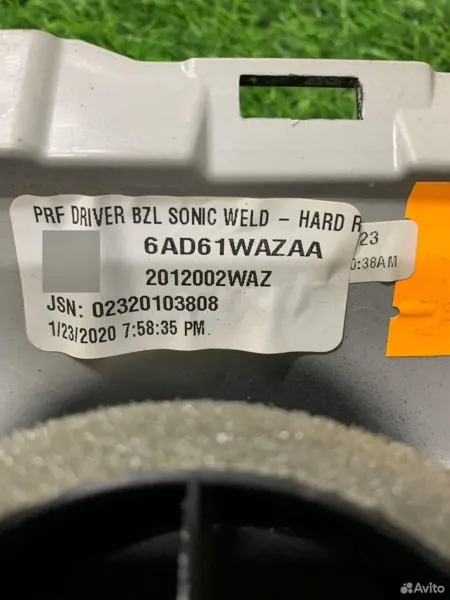 PRF DRIVER BZL SONIC WELD - HARD R
6AD61WAZAA
2012002WAZ
JSN: 02320103808
1/23/2020 7:58:35 PM
23
0:38AM
Avito